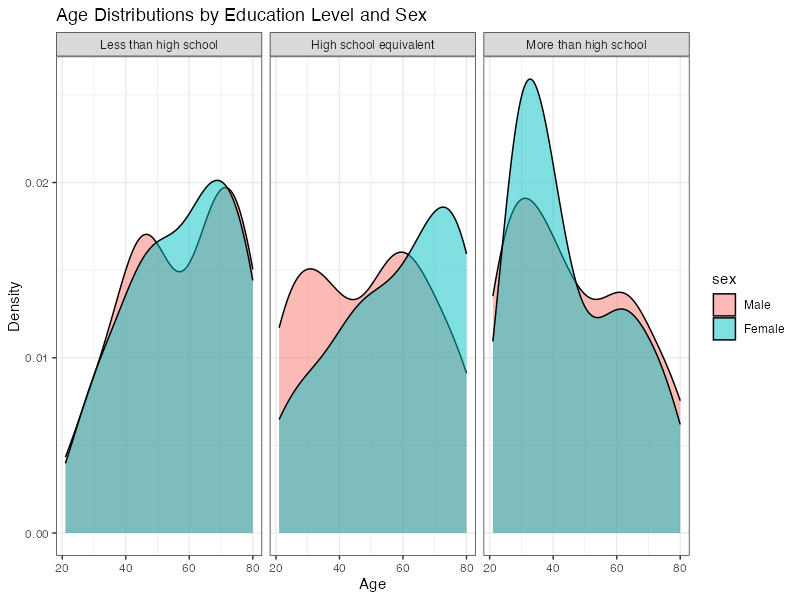 Age Distributions by Education Level and Sex
Less than high school
High school equivalent
More than high school
Density
0.02
0.01
0.00
20 40 60 80
20 40 60 80
20 40 60 80
Age
sex
Male
Female